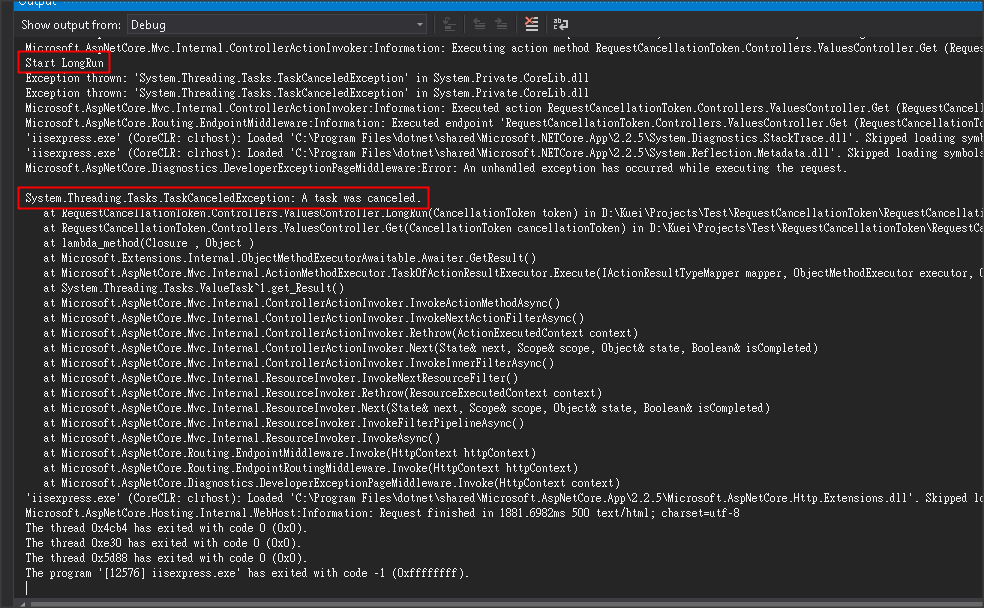 Output
Show output from: Debug
Microsoft.AspNetCore.Mvc.Internal.ControllerActionInvoker:Information: Executing action method RequestCancellationToken.Controllers.ValuesController.Get (Reques
Start LongRun
Exception thrown: 'System.Threading.Tasks.TaskCanceledException' in System.Private.CoreLib.dll
Exception thrown: 'System.Threading.Tasks.TaskCanceledException' in System.Private.CoreLib.dll
Microsoft.AspNetCore.Mvc.Internal.ControllerActionInvoker:Information: Executed action RequestCancellationToken.Controllers.ValuesController.Get (RequestCancell
Microsoft.AspNetCore.Routing.EndpointMiddleware:Information: Executed endpoint 'RequestCancellationToken.Controllers.ValuesController.Get (RequestCancellationTo
'iisexpress.exe' (CoreCLR: clrhost): Loaded 'C:\Program Files\dotnet\shared\Microsoft.NETCore.App\2.2.5\System.Diagnostics.StackTrace.dll'. Skipped loading symb
'iisexpress.exe' (CoreCLR: clrhost): Loaded 'C:\Program Files\dotnet\shared\Microsoft.NETCore.App\2.2.5\System.Reflection.Metadata.dll'. Skipped loading symbols
Microsoft.AspNetCore.Diagnostics.DeveloperExceptionPageMiddleware:Error: An unhandled exception has occurred while executing the request.
System.Threading.Tasks.TaskCanceledException: A task was canceled.
at RequestCancellationToken.Controllers.ValuesController.LongRun(CancellationToken token) in D:\Kuei\Projects\Test\RequestCancellationToken\RequestCancellatio
at RequestCancellationToken.Controllers.ValuesController.Get(CancellationToken cancellationToken) in D:\Kuei\Projects\Test\RequestCancellationToken\RequestCa
at lambda_method(Closure , Object )
at Microsoft.Extensions.Internal.ObjectMethodExecutorAwaitable.Awaiter.GetResult()
at Microsoft.AspNetCore.Mvc.Internal.ActionMethodExecutor.TaskOfActionResultExecutor.Execute(IActionResultTypeMapper mapper, ObjectMethodExecutor executor, O
at System.Threading.Tasks.ValueTask`1.get_Result()
at Microsoft.AspNetCore.Mvc.Internal.ControllerActionInvoker.InvokeActionMethodAsync()
at Microsoft.AspNetCore.Mvc.Internal.ControllerActionInvoker.InvokeNextActionFilterAsync()
at Microsoft.AspNetCore.Mvc.Internal.ControllerActionInvoker.Rethrow(ActionExecutedContext context)
at Microsoft.AspNetCore.Mvc.Internal.ControllerActionInvoker.Next(State& next, Scope& scope, Object& state, Boolean& isCompleted)
at Microsoft.AspNetCore.Mvc.Internal.ControllerActionInvoker.InvokeInnerFilterAsync()
at Microsoft.AspNetCore.Mvc.Internal.ResourceInvoker.InvokeNextResourceFilter()
at Microsoft.AspNetCore.Mvc.Internal.ResourceInvoker.Rethrow(ResourceExecutedContext context)
at Microsoft.AspNetCore.Mvc.Internal.ResourceInvoker.Next(State& next, Scope& scope, Object& state, Boolean& isCompleted)
at Microsoft.AspNetCore.Mvc.Internal.ResourceInvoker.InvokeFilterPipelineAsync()
at Microsoft.AspNetCore.Mvc.Internal.ResourceInvoker.InvokeAsync()
at Microsoft.AspNetCore.Routing.EndpointMiddleware.Invoke(HttpContext httpContext)
at Microsoft.AspNetCore.Routing.EndpointRoutingMiddleware.Invoke(HttpContext httpContext)
at Microsoft.AspNetCore.Diagnostics.DeveloperExceptionPageMiddleware.Invoke(HttpContext context)
'iisexpress.exe' (CoreCLR: clrhost): Loaded 'C:\Program Files\dotnet\shared\Microsoft.AspNetCore.App\2.2.5\Microsoft.AspNetCore.Http.Extensions.dll'. Skipped lo
Microsoft.AspNetCore.Hosting.Internal.WebHost:Information: Request finished in 1881.6982ms 500 text/html; charset=utf-8
The thread 0x4cb4 has exited with code 0 (0x0).
The thread 0xe30 has exited with code 0 (0x0).
The thread 0x5d88 has exited with code 0 (0x0).
The program '[12576] iisexpress.exe' has exited with code -1 (0xffffffff).